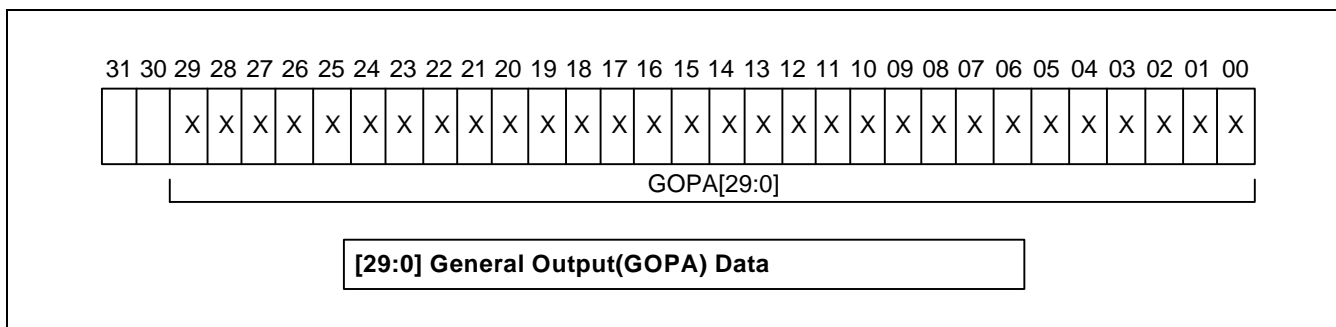 31 30 29 28 27 26 25 24 23 22 21 20 19 18 17 16 15 14 13 12 11 10 09 08 07 06 05 04 03 02 01 00
X X X X X X X X X X X X X X X X X X X X X X X X X X X X X X
GOPA[29:0]
[29:0] General Output(GOPA) Data